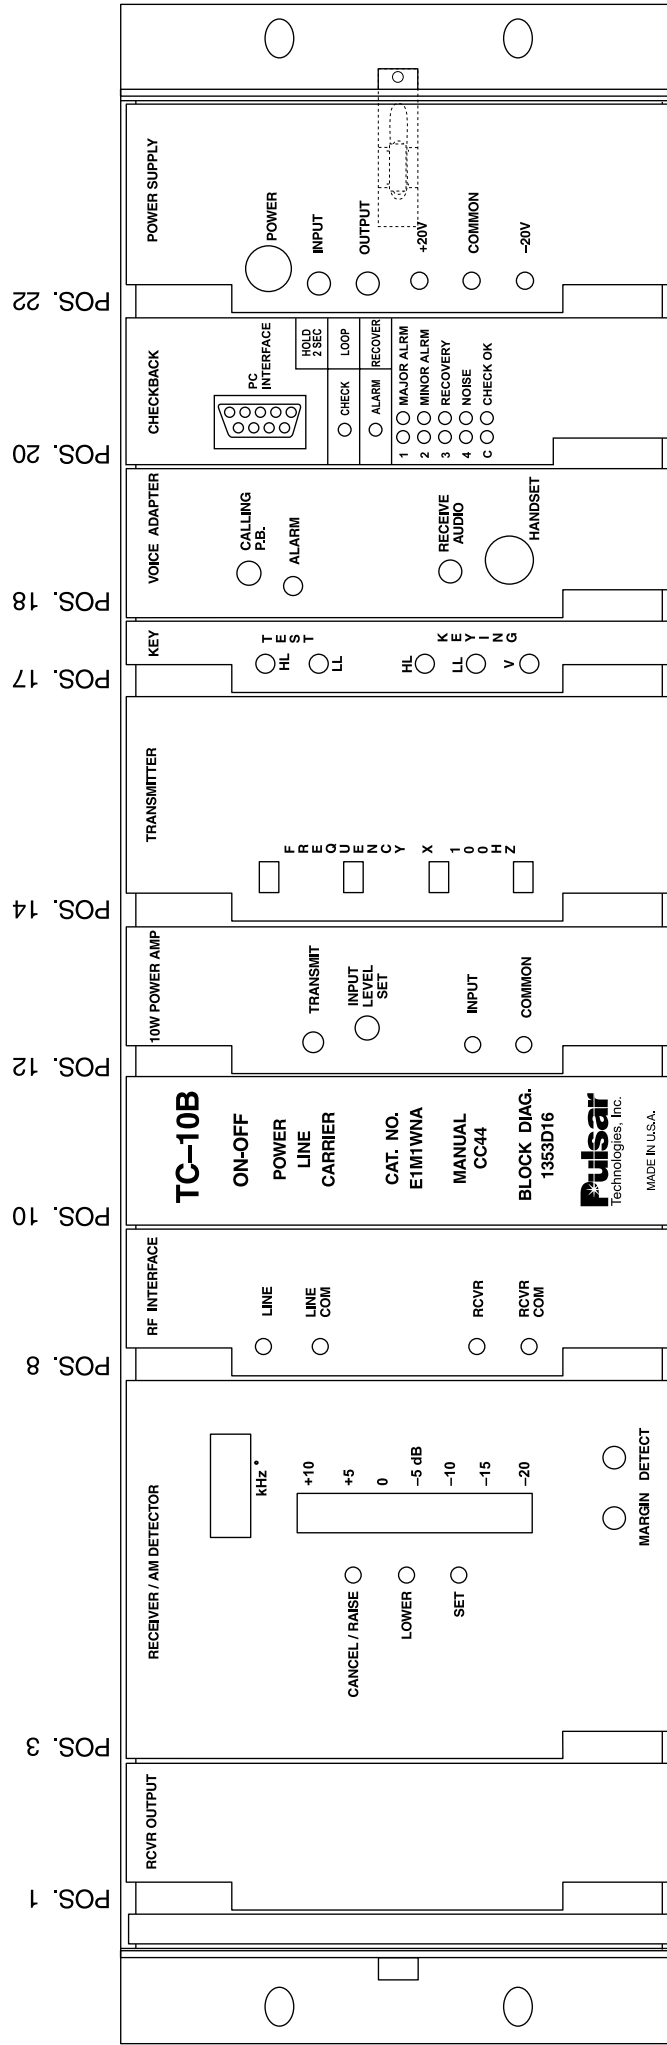 POS. 1
RCVR OUTPUT
POS. 3
RECEIVER / AM DETECTOR
kHz
+10
+5
0
–5 dB
–10
–15
–20
CANCEL / RAISE
LOWER
SET
MARGIN
DETECT
POS. 8
RF INTERFACE
LINE
LINE
COM
RCVR
RCVR
COM
POS. 10
TC–10B
ON-OFF
POWER
LINE
CARRIER
CAT. NO.
E1M1WNA
MANUAL
CC44
BLOCK DIAG.
1353D16
Pulsar
Technologies, Inc.
MADE IN U.S.A.
POS. 12
10W POWER AMP
TRANSMIT
INPUT
LEVEL
SET
INPUT
COMMON
POS. 14
TRANSMITTER
FREQUENCY X 100HZ
POS. 17
KEY
TEST
HL
LL
KEYING
HL
LL
V
POS. 18
VOICE ADAPTER
CALLING
P.B.
ALARM
RECEIVE
AUDIO
HANDSET
POS. 20
CHECKBACK
PC
INTERFACE
HOLD
2 SEC
CHECK
LOOP
ALARM
RECOVER
1 MAJOR ALRM
2 MINOR ALRM
3 RECOVERY
4 NOISE
C CHECK OK
POS. 22
POWER SUPPLY
POWER
INPUT
OUTPUT
+20V
COMMON
–20V